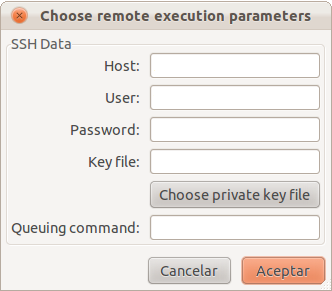 Choose remote execution parameters
SSH Data
Host:
User:
Password:
Key file:
Choose private key file
Queuing command:
Cancelar Aceptar